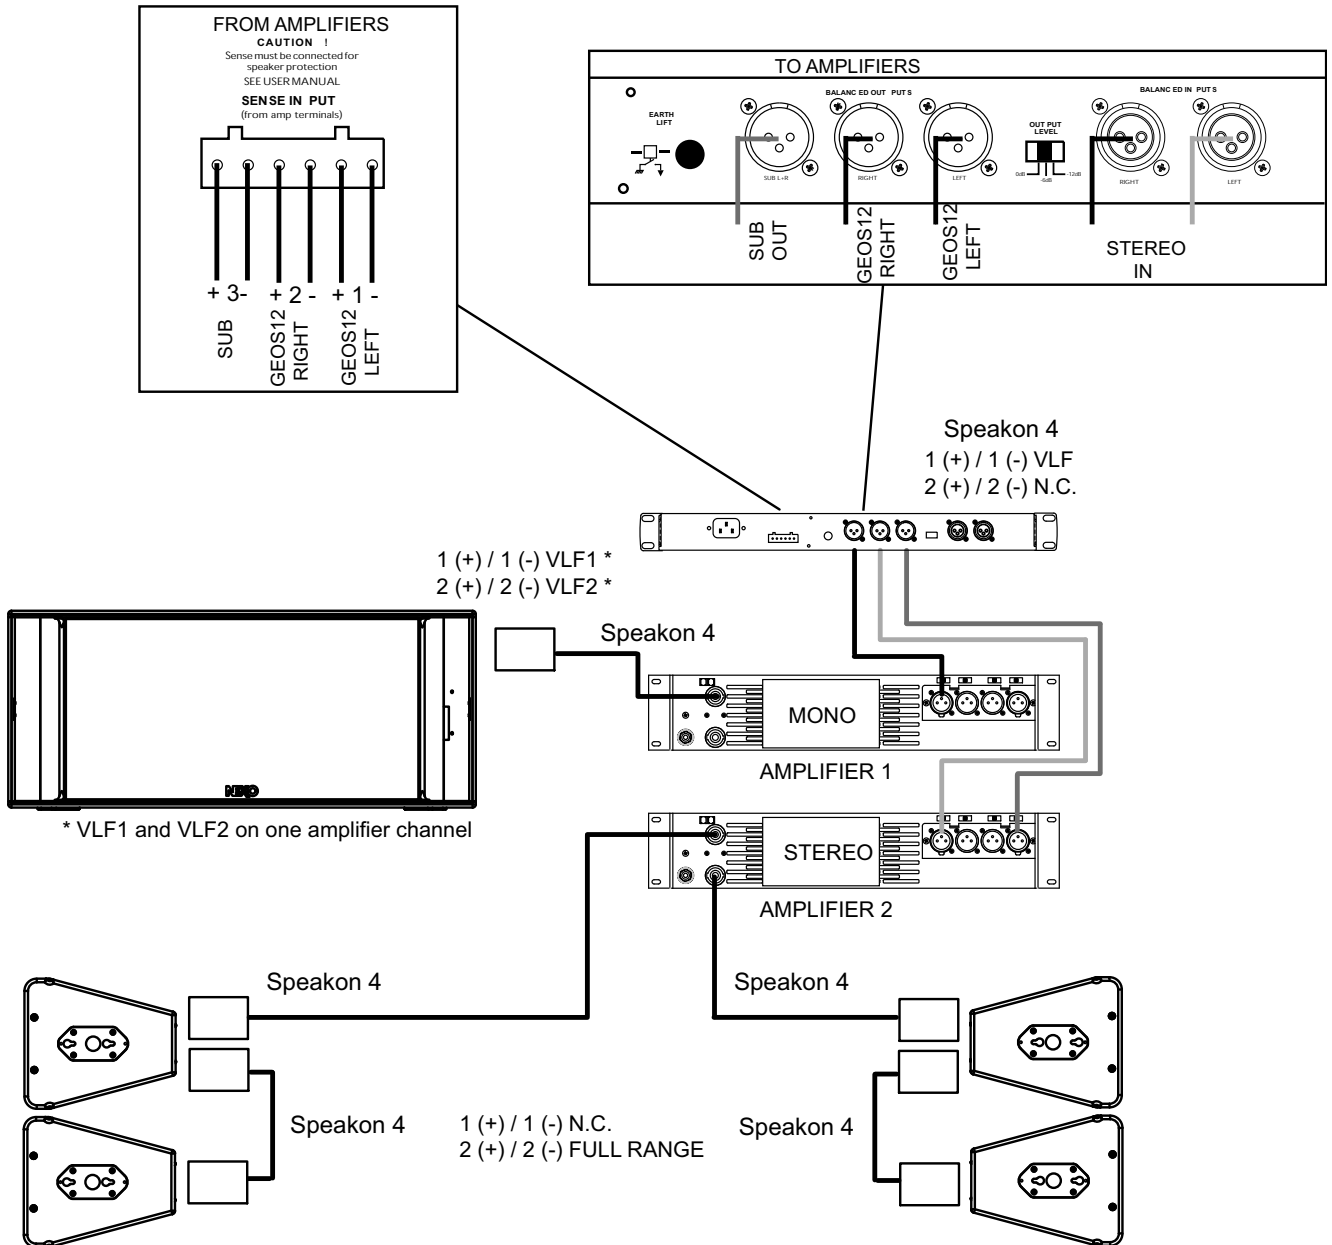 FROM AMPLIFIERS
CAUTION !
Sense must be connected for
speaker protection
SEE USER MANUAL
SENSE IN PUT
(from amp terminals)
+ 3- + 2 - + 1 -
SUB
GEOS12
RIGHT
GEOS12
LEFT
TO AMPLIFIERS
BALANC ED OUT PUT S
BALANC ED IN PUT S
EARTH
LIFT
OUT PUT
LEVEL
0dB -6dB -12dB
SUB L+R
RIGHT
LEFT
RIGHT
LEFT
SUB
OUT
GEOS12
RIGHT
GEOS12
LEFT
STEREO
IN
Speakon 4
1 (+) / 1 (-) VLF
2 (+) / 2 (-) N.C.
1 (+) / 1 (-) VLF1 *
2 (+) / 2 (-) VLF2 *
Speakon 4
MONO
AMPLIFIER 1
NEXO
* VLF1 and VLF2 on one amplifier channel
STEREO
AMPLIFIER 2
Speakon 4
Speakon 4
Speakon 4
1 (+) / 1 (-) N.C.
2 (+) / 2 (-) FULL RANGE
Speakon 4